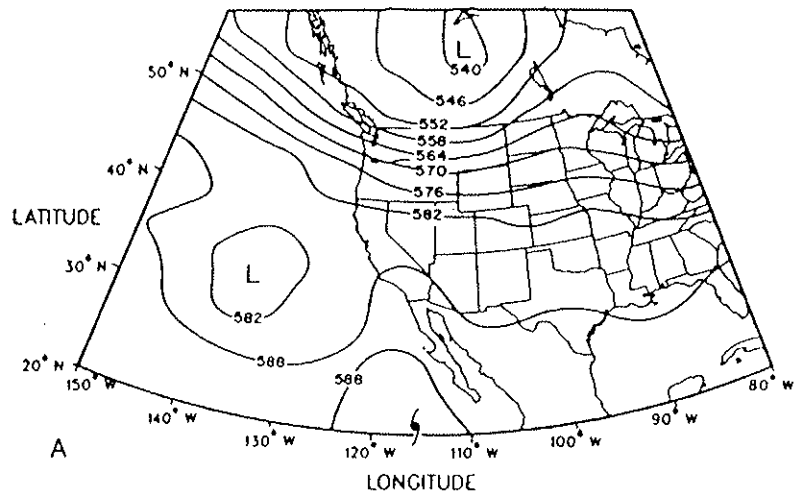 L
540
546
50° N
552
558
564
570
40° N
576
LATITUDE
582
30° N
L
582
588
20° N
588
150° W
80° W
140° W
90° W
130° W
100° W
120° W
110° W
A
LONGITUDE